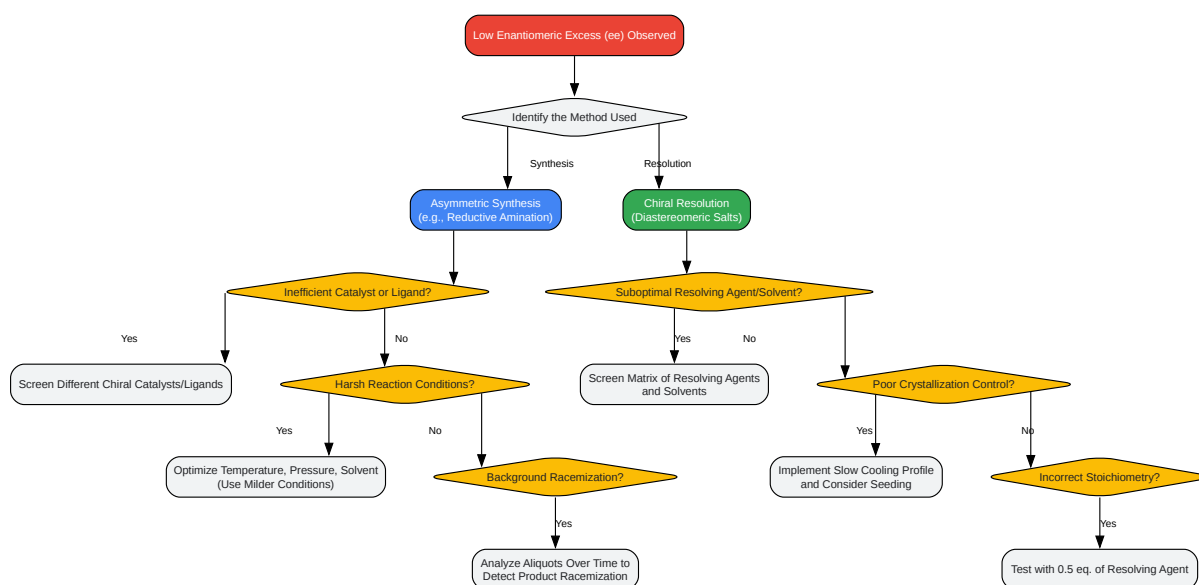 Low Enantiomeric Excess (ee) Observed
Identify the Method Used
Synthesis
Resolution
Asymmetric Synthesis
(e.g., Reductive Amination)
Chiral Resolution
(Diastereomeric Salts)
Inefficient Catalyst or Ligand?
Suboptimal Resolving Agent/Solvent?
Yes
No
Yes
No
Screen Different Chiral Catalysts/Ligands
Harsh Reaction Conditions?
Screen Matrix of Resolving Agents
and Solvents
Poor Crystallization Control?
Yes
No
Yes
No
Optimize Temperature, Pressure, Solvent
(Use Milder Conditions)
Background Racemization?
Implement Slow Cooling Profile
and Consider Seeding
Incorrect Stoichiometry?
Yes
Yes
Analyze Aliquots Over Time to
Detect Product Racemization
Test with 0.5 eq. of Resolving Agent